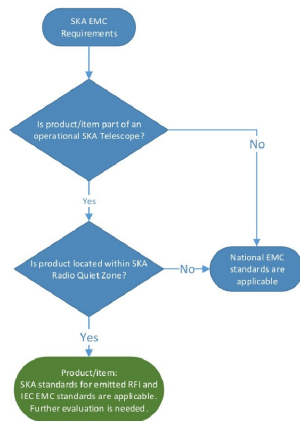 SKA EMC
Requirements
Is product/item part of an
operational SKA Telescope?
No
Yes
Is product located within SKA
Radio Quiet Zone?
No
National EMC
standards are
applicable
Yes
Product/item:
SKA standards for emitted RFI and
IEC EMC standards are applicable.
Further evaluation is needed.